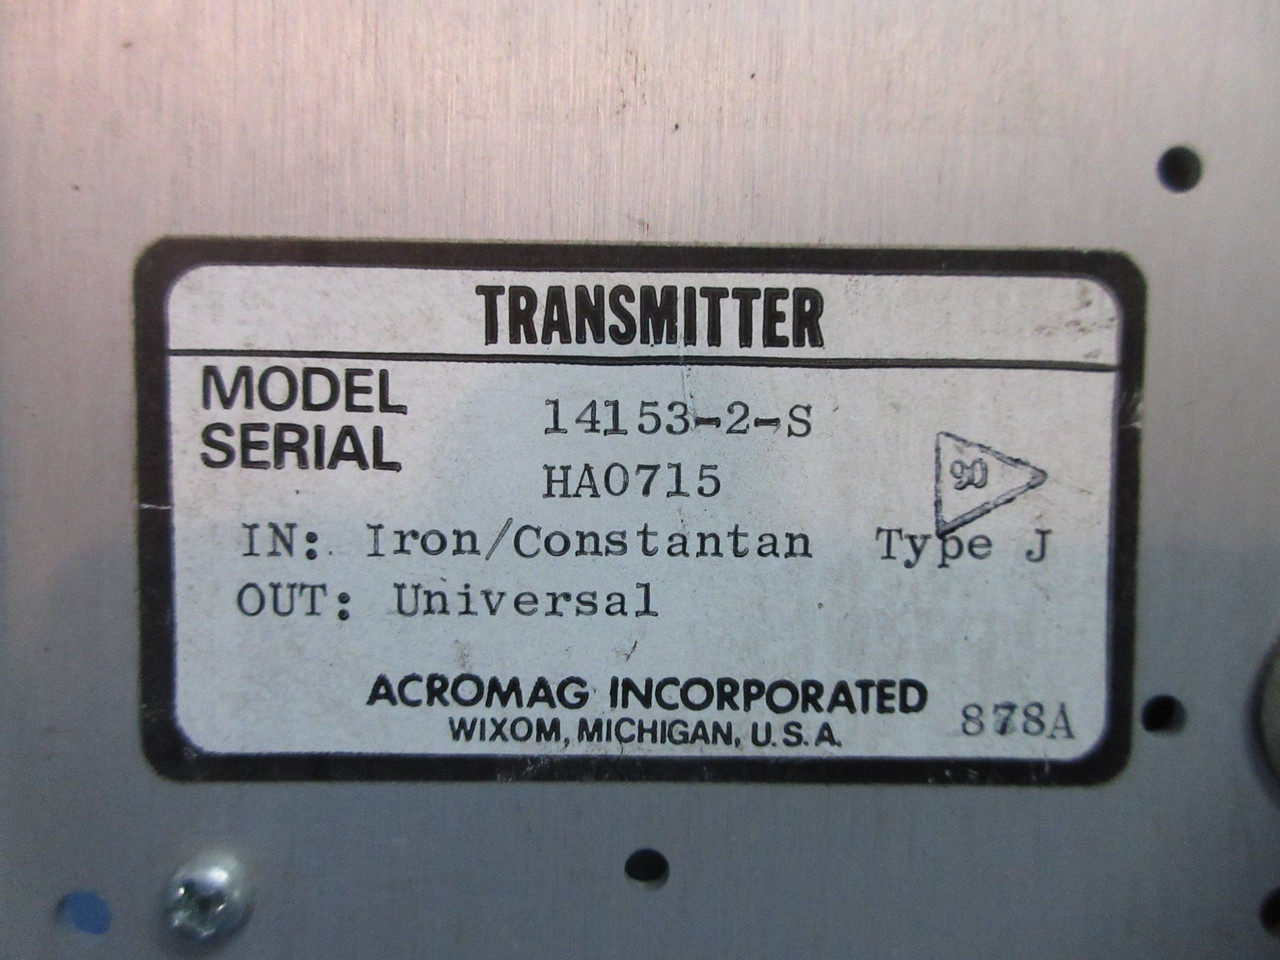 TRANSMITTER
MODEL 14153-2-S
SERIAL HA0715
90
IN: Iron/Constantan Type J
OUT: Universal
ACROMAG INCORPORATED
WIXOM, MICHIGAN, U.S.A.
878A